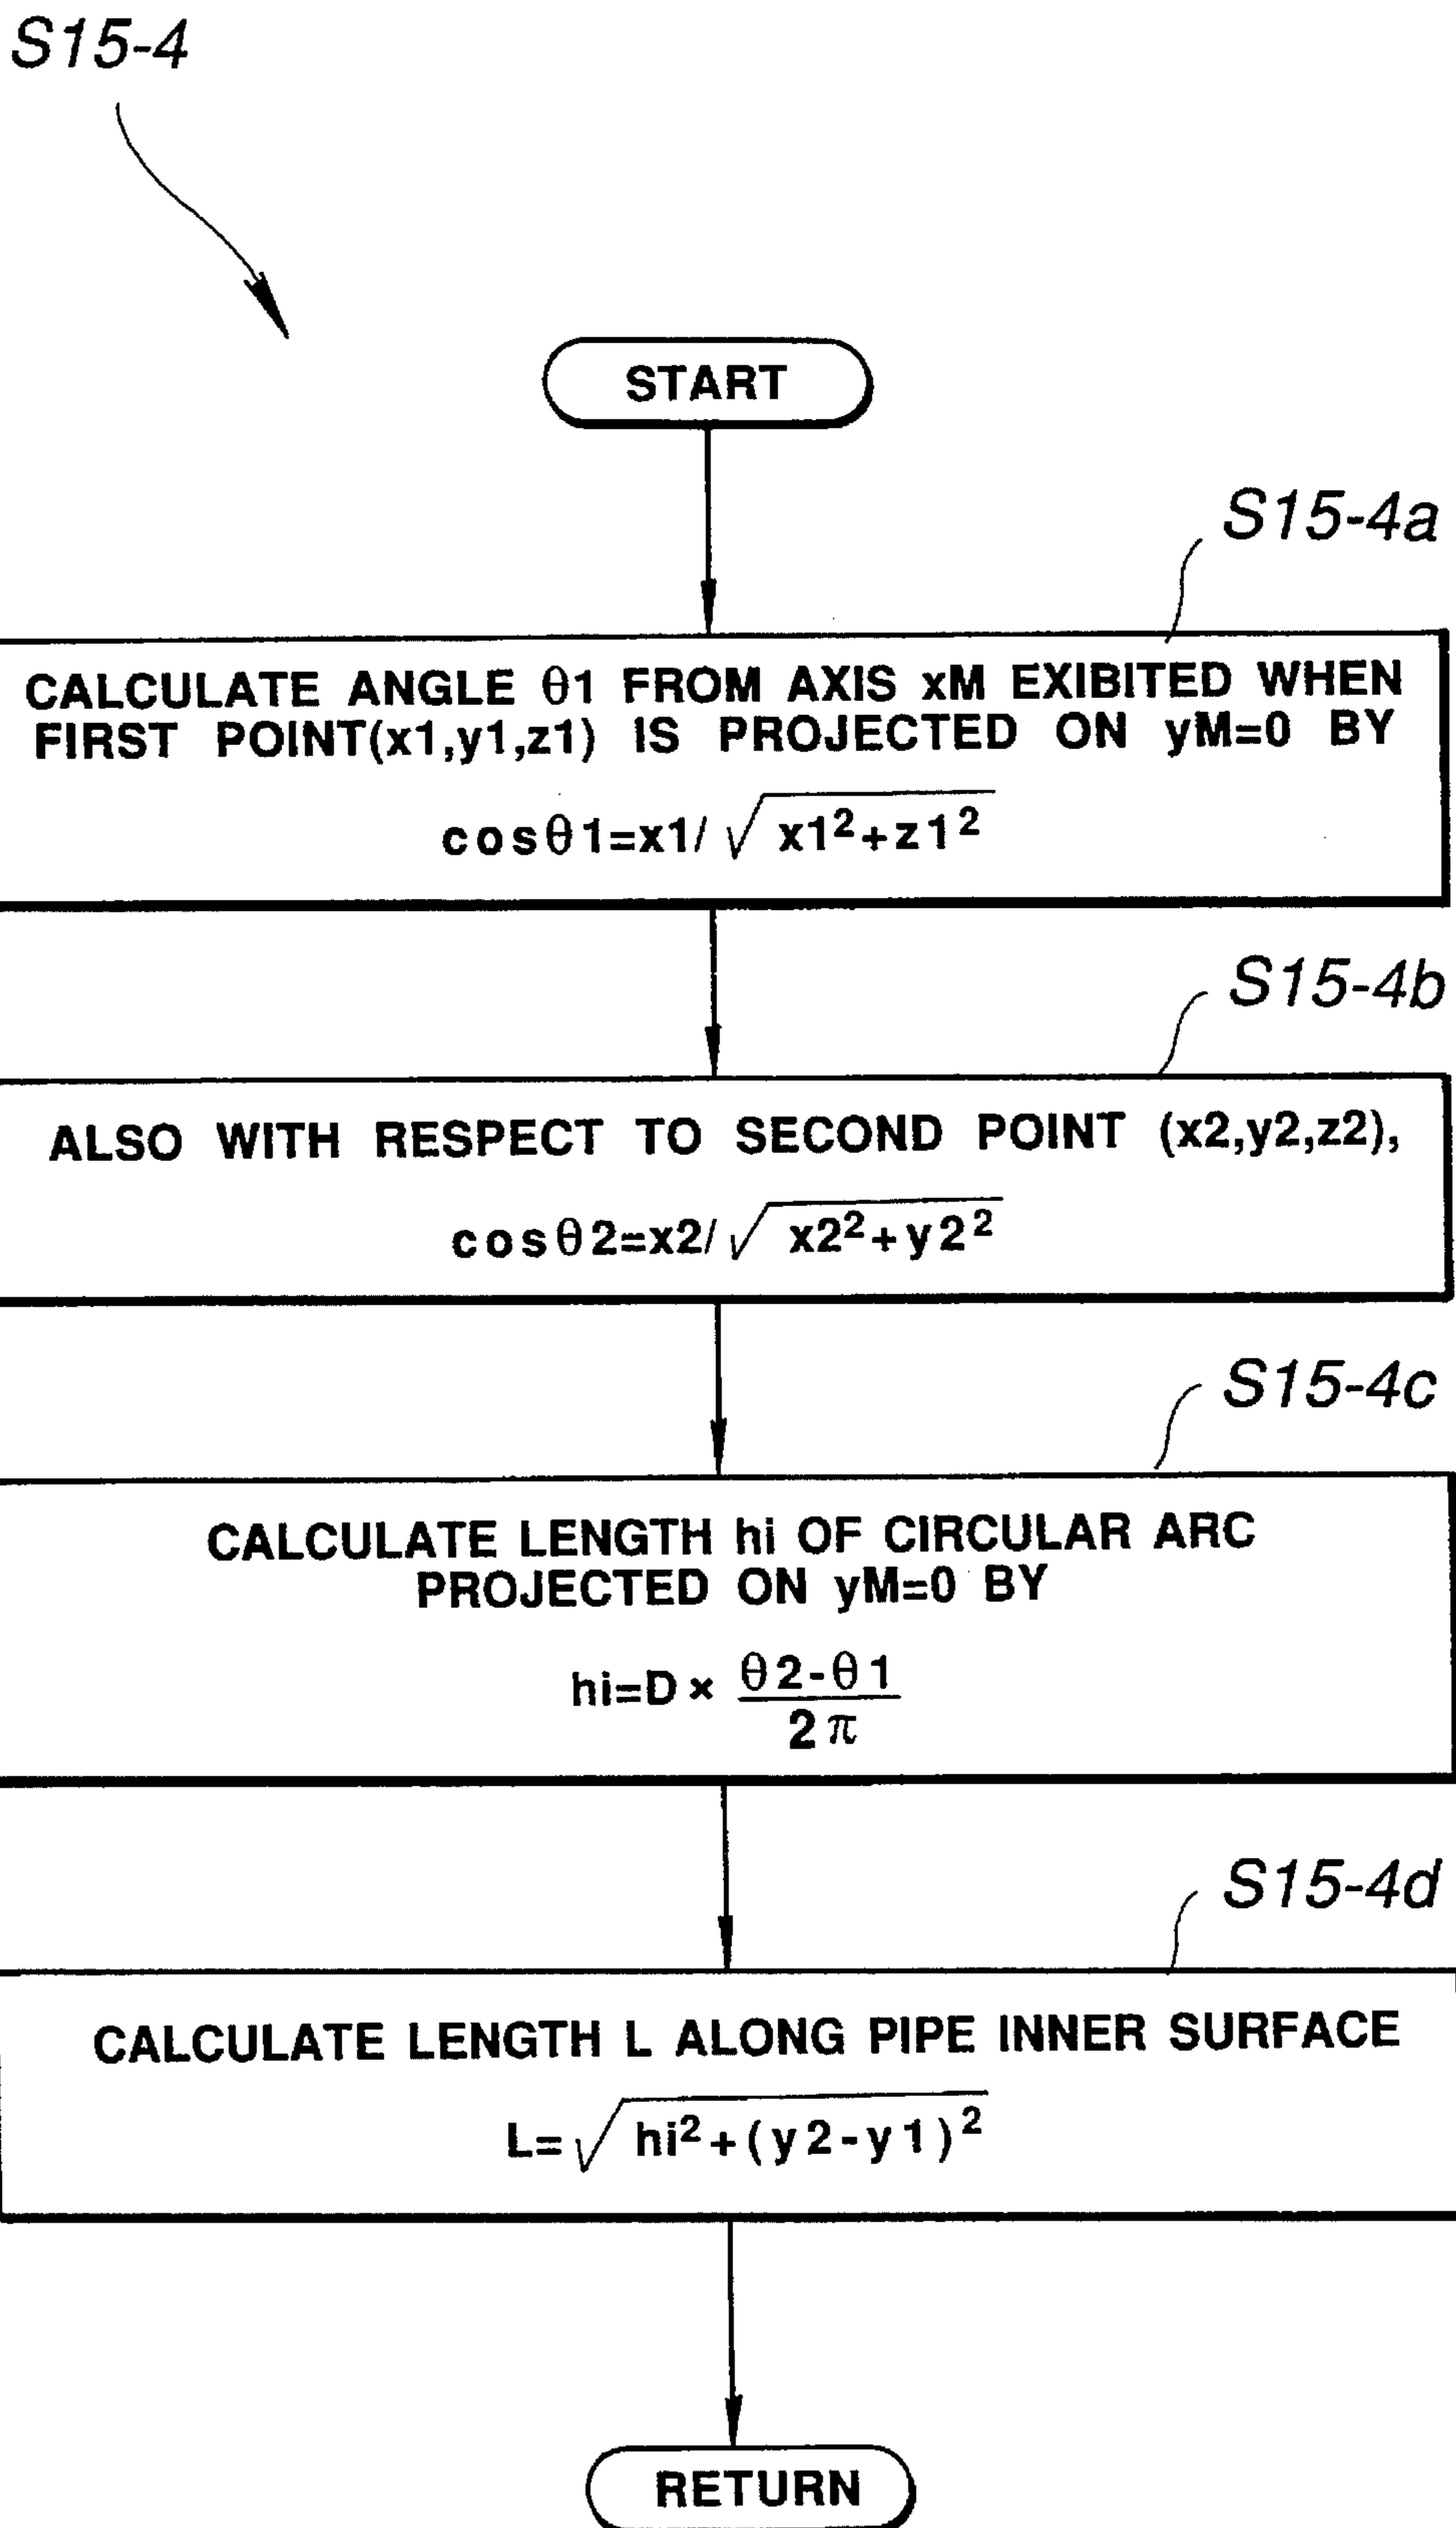 S15-4
START
S15-4a
CALCULATE ANGLE θ1 FROM AXIS xM EXIBITED WHEN
FIRST POINT(x1,y1,z1) IS PROJECTED ON yM=0 BY
cosθ1=x1/√x1²+z1²
S15-4b
ALSO WITH RESPECT TO SECOND POINT (x2,y2,z2),
cosθ2=x2/√x2²+y2²
S15-4c
CALCULATE LENGTH hi OF CIRCULAR ARC
PROJECTED ON yM=0 BY
hi=D× θ2-θ1
2π
S15-4d
CALCULATE LENGTH L ALONG PIPE INNER SURFACE
L=√hi²+(y2-y1)²
RETURN